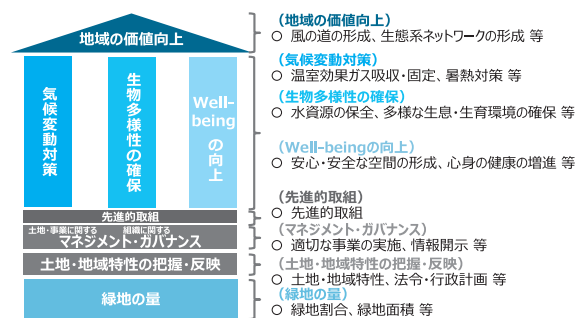 地域の価値向上
気候変動対策
生物多様性の確保
Well-
being
の向上
先進的取組
土地・事業に関する 組織に関する
マネジメント・ガバナンス
土地・地域特性の把握・反映
緑地の量
(地域の価値向上)
○ 風の道の形成、生態系ネットワークの形成 等
(気候変動対策)
○ 温室効果ガス吸収・固定、暑熱対策 等
(生物多様性の確保)
○ 水資源の保全、多様な生息・生育環境の確保 等
(Well-beingの向上)
○ 安心・安全な空間の形成、心身の健康の増進 等
(先進的取組)
○ 先進的取組
(マネジメント・ガバナンス)
○ 適切な事業の実施、情報開示 等
(土地・地域特性の把握・反映)
○ 土地・地域特性、法令・行政計画 等
(緑地の量)
○ 緑地割合、緑地面積 等